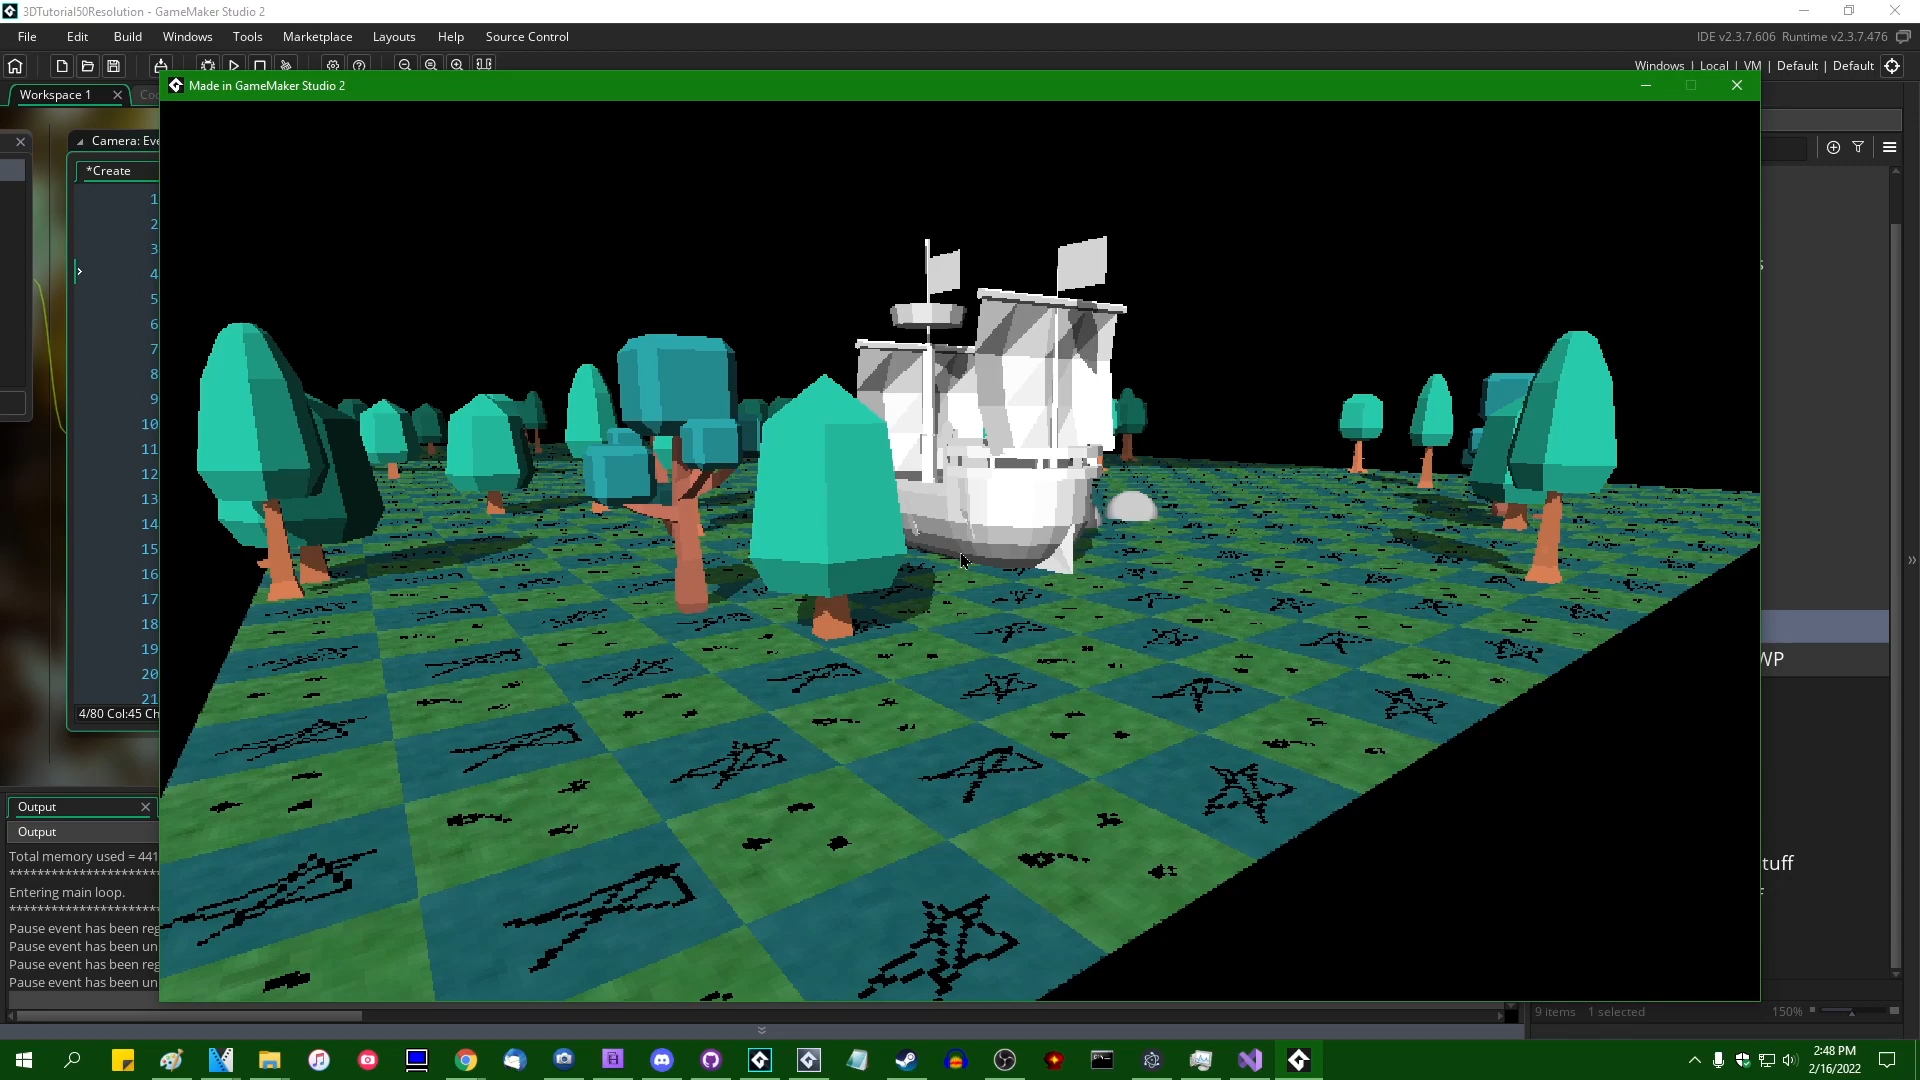 3DTutorial50Resolution - GameMaker Studio 2
File Edit Build Windows Tools Marketplace Layouts Help Source Control
IDE v2.3.7.606 Runtime v2.3.7.476
Windows | Local | VM | Default | Default
Workspace 1
Made in GameMaker Studio 2
Camera: Eve
*Create
1
2
3
4
5
6
7
8
9
10
11
12
13
14
15
16
17
18
19
20
21
4/80 Col:45 Ch
WP
Output
Output
Total memory used = 441
**********************
Entering main loop.
**********************
Pause event has been reg
Pause event has been un
Pause event has been reg
Pause event has been un
tuff
9 items 1 selected
150%
2:48 PM
2/16/2022